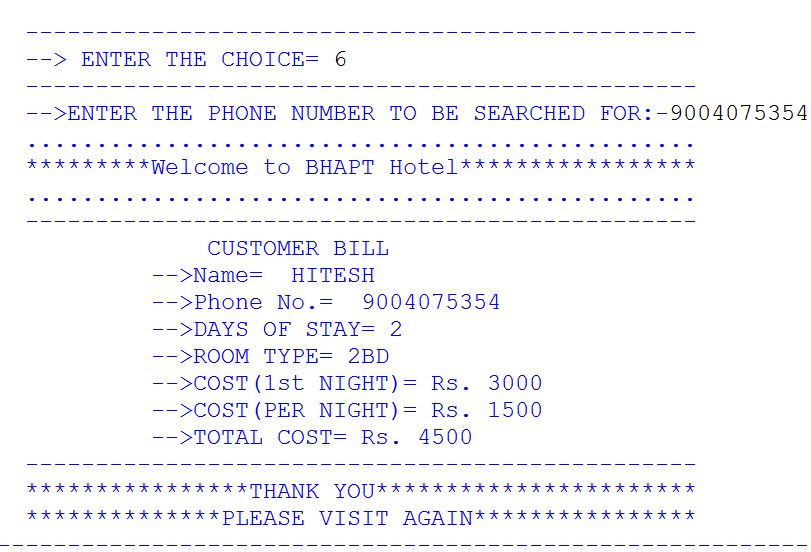 ------------------------------------------------
--> ENTER THE CHOICE= 6
------------------------------------------------
-->ENTER THE PHONE NUMBER TO BE SEARCHED FOR:-9004075354
................................................
*********Welcome to BHAPT Hotel*****************
................................................
------------------------------------------------
CUSTOMER BILL
-->Name=  HITESH
-->Phone No.=  9004075354
-->DAYS OF STAY= 2
-->ROOM TYPE= 2BD
-->COST(1st NIGHT)= Rs. 3000
-->COST(PER NIGHT)= Rs. 1500
-->TOTAL COST= Rs. 4500
------------------------------------------------
****************THANK YOU***********************
**************PLEASE VISIT AGAIN****************
----------------------------------------------------------